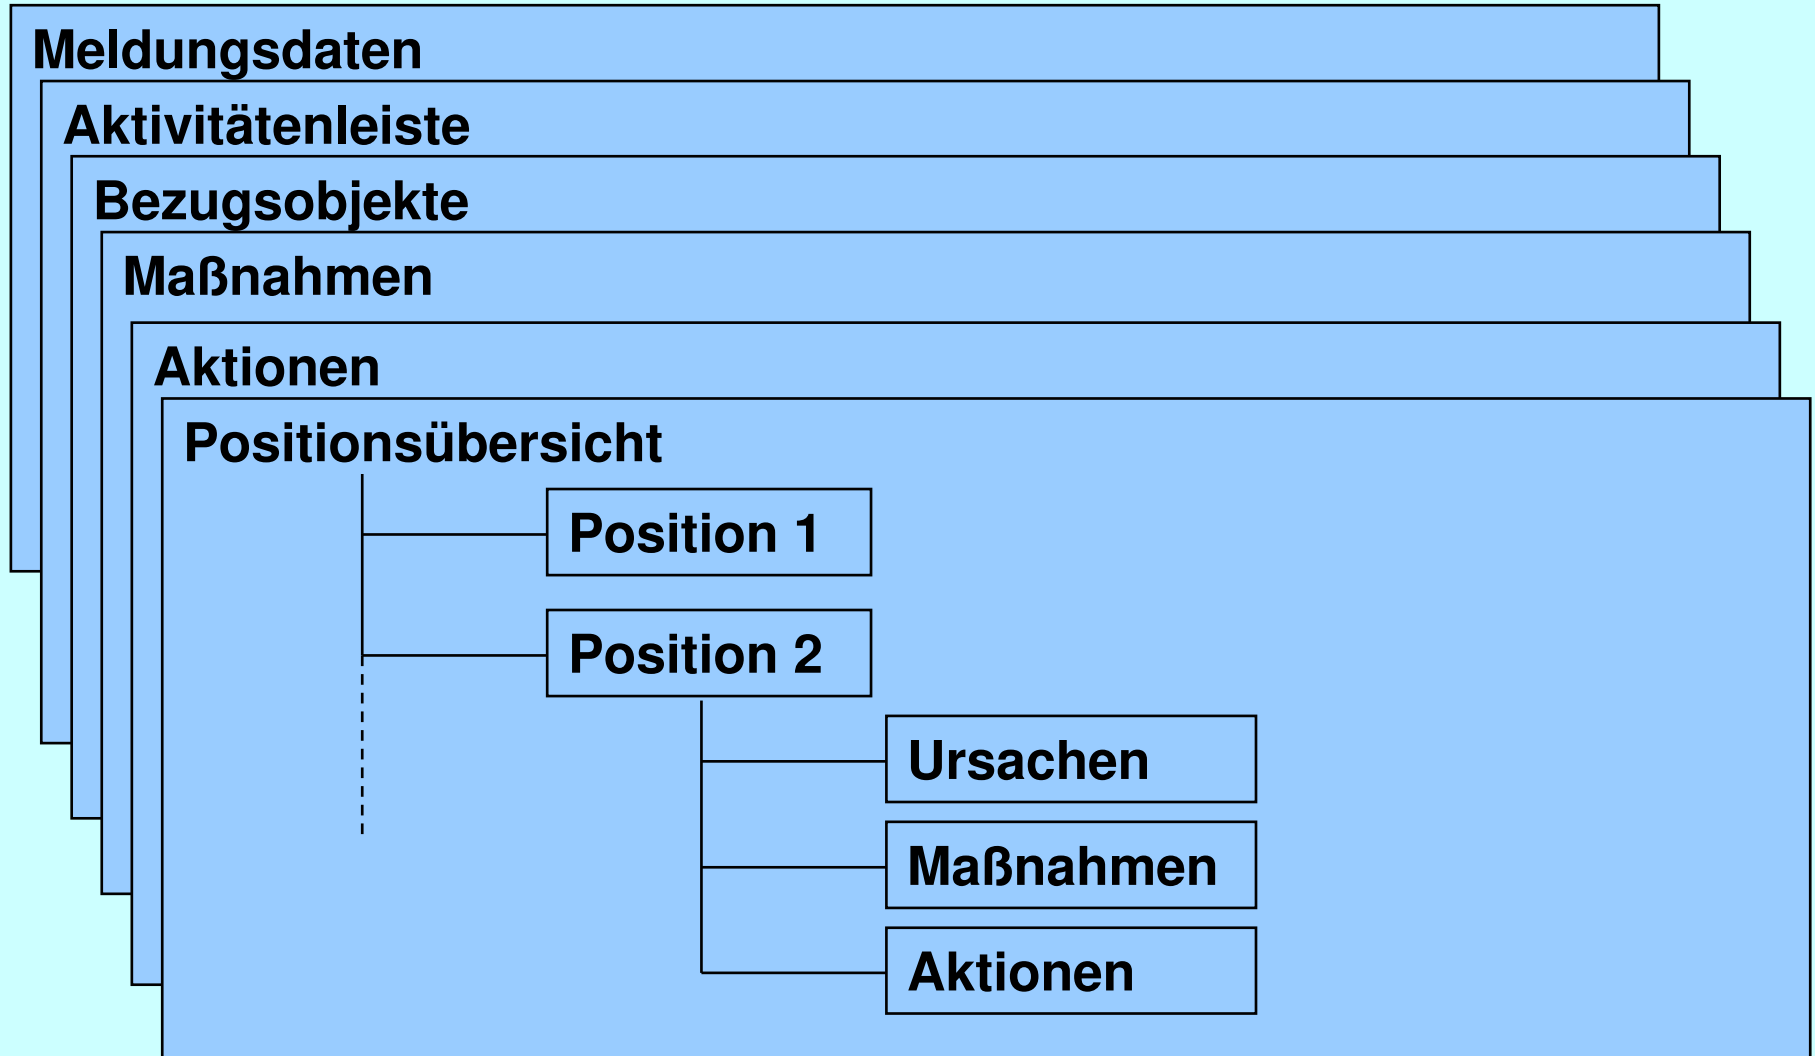 Meldungsdaten
Aktivitätenleiste
Bezugsobjekte
Maßnahmen
Aktionen
Positionsübersicht
Position 1
Position 2
Ursachen
Maßnahmen
Aktionen